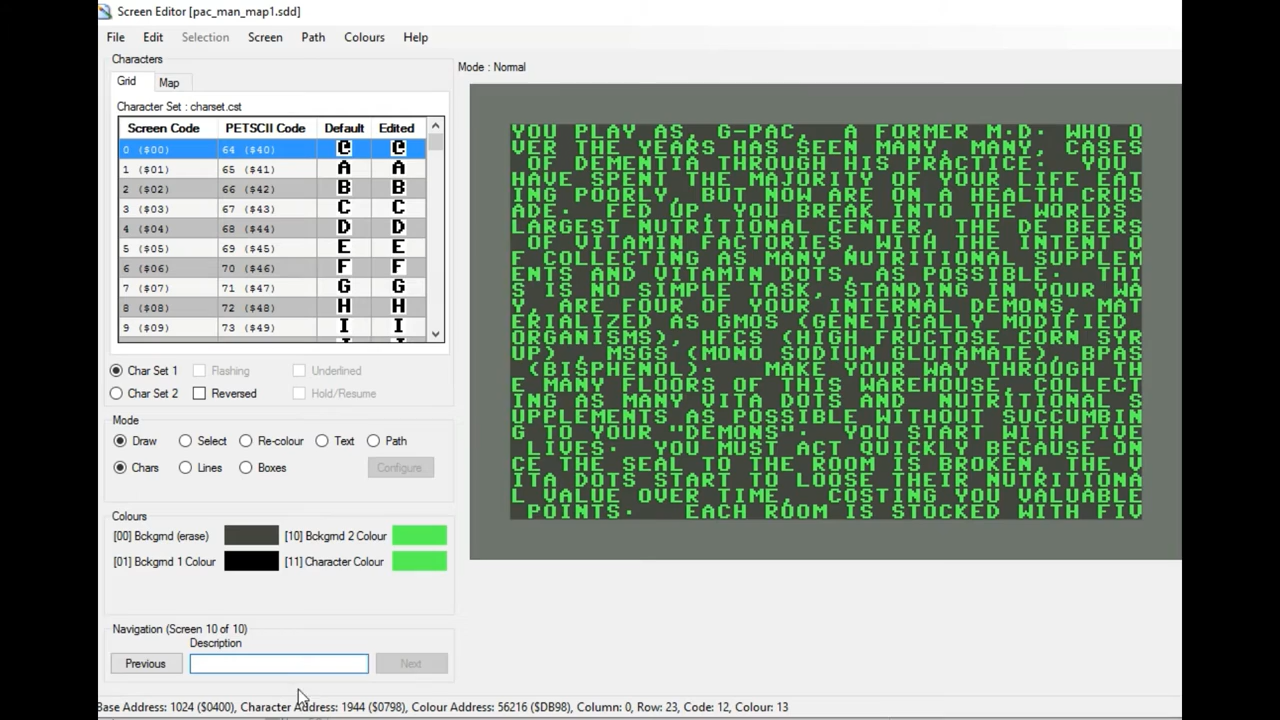 Screen Editor [pac_man_map1.sdd]
File Edit Selection Screen Path Colours Help
Characters
Grid Map
Character Set : charset.cst
Screen Code PETSCII Code Default Edited
0 ($00) 64 ($40) @ @
1 ($01) 65 ($41) A A
2 ($02) 66 ($42) B B
3 ($03) 67 ($43) C C
4 ($04) 68 ($44) D D
5 ($05) 69 ($45) E E
6 ($06) 70 ($46) F F
7 ($07) 71 ($47) G G
8 ($08) 72 ($48) H H
9 ($09) 73 ($49) I I
Char Set 1 Flashing Underlined
Char Set 2 Reversed Hold/Resume
Mode
Draw Select Re-colour Text Path
Chars Lines Boxes Configure
Colours
[00] Bckgrnd (erase) [10] Bckgrnd 2 Colour
[01] Bckgrnd 1 Colour [11] Character Colour
Navigation (Screen 10 of 10)
Description
Previous Next
Mode : Normal
YOU PLAY AS, G-PAC, A FORMER M.D. WHO O
VER THE YEARS HAS SEEN MANY, MANY, CASES
OF DEMENTIA THROUGH HIS PRACTICE. YOU
HAVE SPENT THE MAJORITY OF YOUR LIFE EAT
ING POORLY, BUT NOW ARE ON A HEALTH CRUS
ADE. FED UP, YOU BREAK INTO THE WORLDS
LARGEST NUTRITIONAL CENTER, THE DE BEERS
OF VITAMIN FACTORIES, WITH THE INTENT O
F COLLECTING AS MANY NUTRITIONAL SUPPLEM
ENTS AND VITAMIN DOTS, AS POSSIBLE. THI
S IS NO SIMPLE TASK, STANDING IN YOUR WA
Y, ARE FOUR OF YOUR INTERNAL DEMONS, MAT
ERIALIZED AS GMOS (GENETICALLY MODIFIED
ORGANISMS), HFCS (HIGH FRUCTOSE CORN SYR
UP) , MSGS (MONO SODIUM GLUTAMATE), BPAS
(BISPHENOL). MAKE YOUR WAY THROUGH TH
E MANY FLOORS OF THIS WAREHOUSE, COLLECT
ING AS MANY VITA DOTS AND NUTRITIONAL S
UPPLEMENTS AS POSSIBLE WITHOUT SUCCUMBIN
G TO YOUR "DEMONS". YOU START WITH FIVE
LIVES. YOU MUST ACT QUICKLY BECAUSE ON
CE THE SEAL TO THE ROOM IS BROKEN, THE V
ITA DOTS START TO LOOSE THEIR NUTRITIONA
L VALUE OVER TIME, COSTING YOU VALUABLE
POINTS. EACH ROOM IS STOCKED WITH FIV
Base Address: 1024 ($0400), Character Address: 1944 ($0798), Colour Address: 56216 ($DB98), Column: 0, Row: 23, Code: 12, Colour: 13